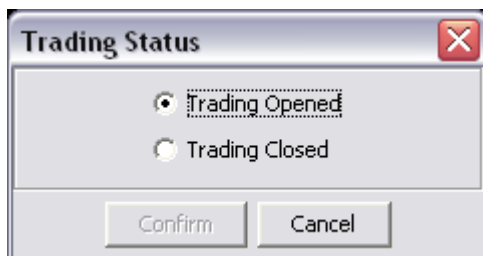 Trading Status
Trading Opened
Trading Closed
Confirm Cancel